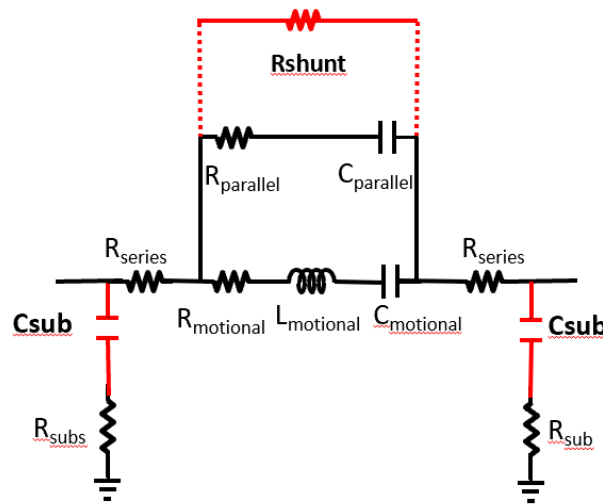 Rshunt
Rparallel
Cparallel
Rseries
Rseries
Rmotional
Lmotional
Cmotional
Csub
Csub
Rsubs
Rsub